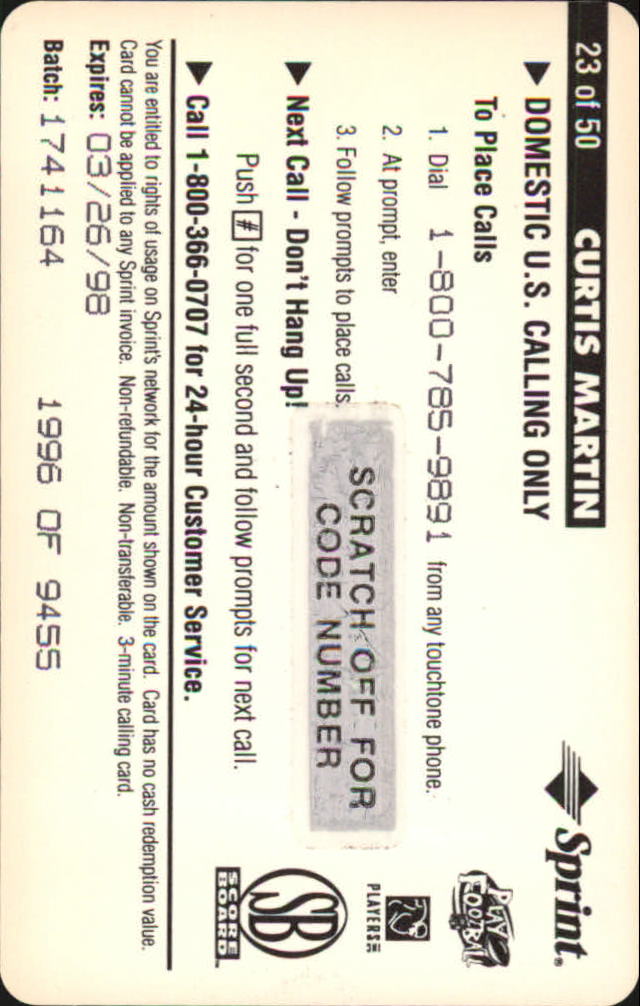 23 of 50 CURTIS MARTIN
Sprint®
▶ DOMESTIC U.S. CALLING ONLY
To Place Calls
1. Dial 1-800-785-9891 from any touchtone phone.
2. At prompt, enter
3. Follow prompts to place calls.
SCRATCH OFF FOR
CODE NUMBER
▶ Next Call - Don't Hang Up!
Push # for one full second and follow prompts for next call.
▶ Call 1-800-366-0707 for 24-hour Customer Service.
PLAY
FOOTBALL
PLAYERS INC
SB
SCORE
BOARD
You are entitled to rights of usage on Sprint's network for the amount shown on the card. Card has no cash redemption value.
Card cannot be applied to any Sprint invoice. Non-refundable. Non-transferable. 3-minute calling card.
Expires: 03/26/98
Batch: 1741164 1996 OF 9455